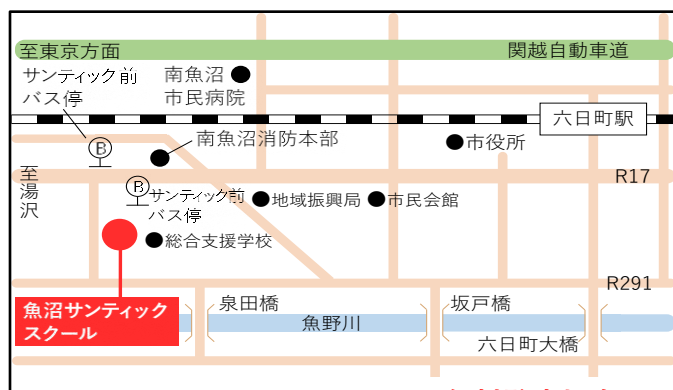 至東京方面
関越自動車道
サンティック前
バス停
南魚沼
市民病院
六日町駅
B
南魚沼消防本部
市役所
至湯沢
R17
B
サンティック前
バス停
地域振興局
市民会館
総合支援学校
R291
魚沼サンティック
スクール
泉田橋
坂戸橋
魚野川
六日町大橋